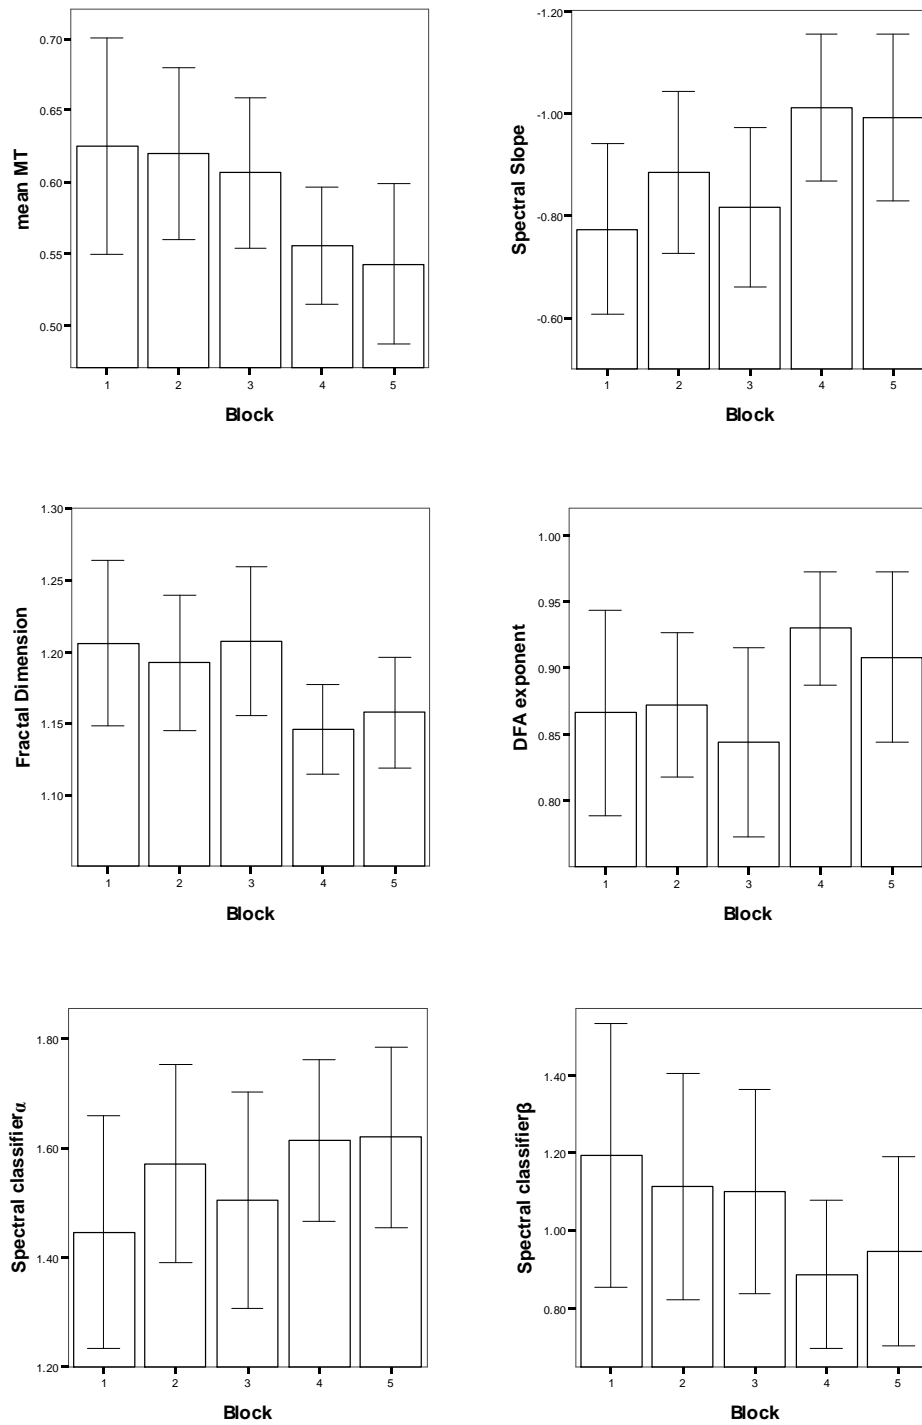 mean MT
0.70
0.65
0.60
0.55
0.50
1 2 3 4 5
Block
Spectral Slope
-1.20
-1.00
-0.80
-0.60
1 2 3 4 5
Block
Fractal Dimension
1.30
1.25
1.20
1.15
1.10
1 2 3 4 5
Block
DFA exponent
1.00
0.95
0.90
0.85
0.80
1 2 3 4 5
Block
Spectral classifierα
1.80
1.60
1.40
1.20
1 2 3 4 5
Block
Spectral classifierβ
1.40
1.20
1.00
0.80
1 2 3 4 5
Block